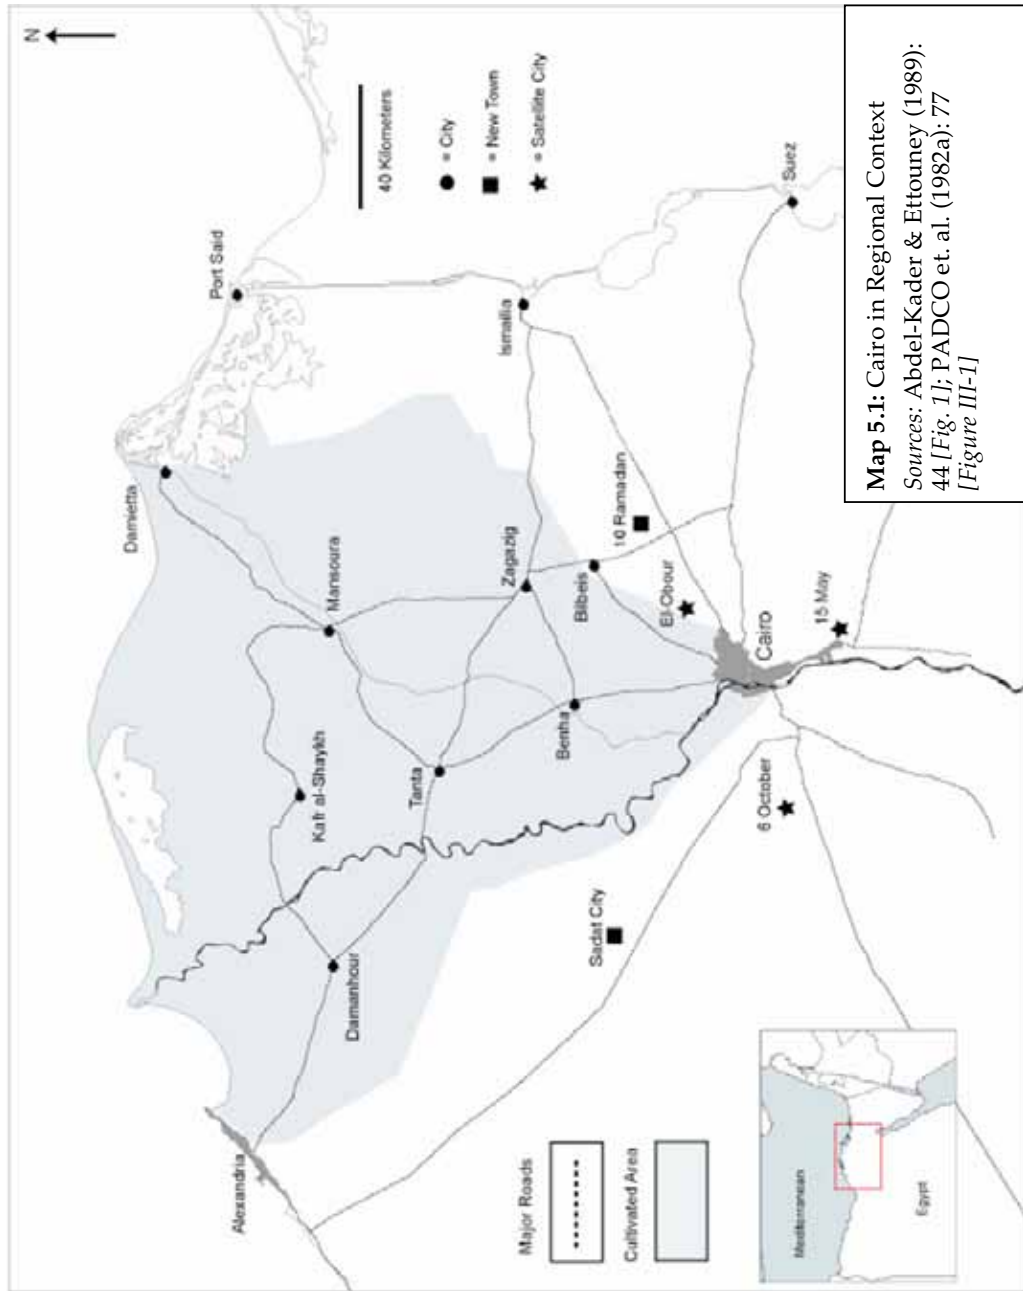 N
40 Kilometers
= City
= New Town
= Satellite City
Port Said
Damietta
Mansoura
Kafr al-Shaykh
Damanhour
Alexandria
Tanta
Zagazig
Ismailia
Suez
Benha
Bilbeis
10 Ramadan
El-Obour
Cairo
15 May
6 October
Sadat City
Major Roads
Cultivated Area
Mediterranean
Egypt
Map 5.1: Cairo in Regional Context
Sources: Abdel-Kader & Ettouney (1989):
44 [Fig. 1]; PADCO et. al. (1982a): 77
[Figure III-1]